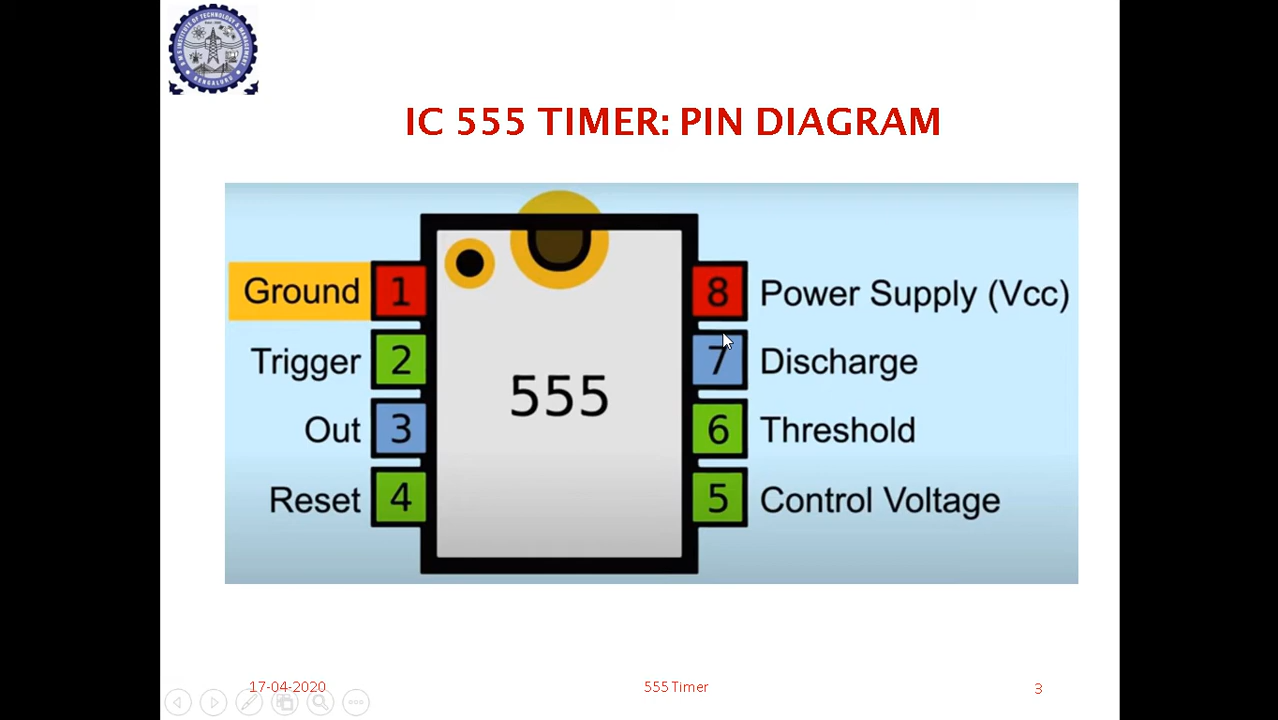 IC 555 TIMER: PIN DIAGRAM
Ground 1
8 Power Supply (Vcc)
Trigger 2
7 Discharge
555
Out 3
6 Threshold
Reset 4
5 Control Voltage
17-04-2020
555 Timer
3